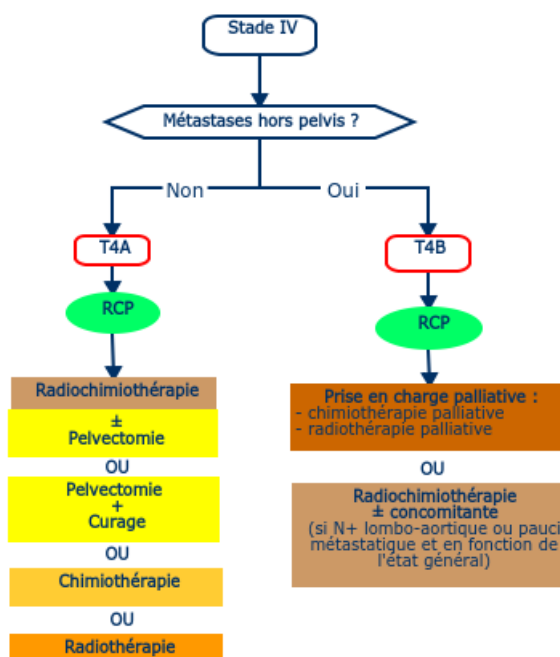 Stade IV
Métastases hors pelvis ?
Non
Oui
T4A
T4B
RCP
RCP
Radiochimiothérapie
±
Pelvectomie
OU
Pelvectomie
+
Curage
OU
Chimiothérapie
OU
Radiothérapie
Prise en charge palliative :
- chimiothérapie palliative
- radiothérapie palliative
OU
Radiochimiothérapie
± concomitante
(si N+ lombo-aortique ou pauci
métastatigue et en fonction de
l'état général)